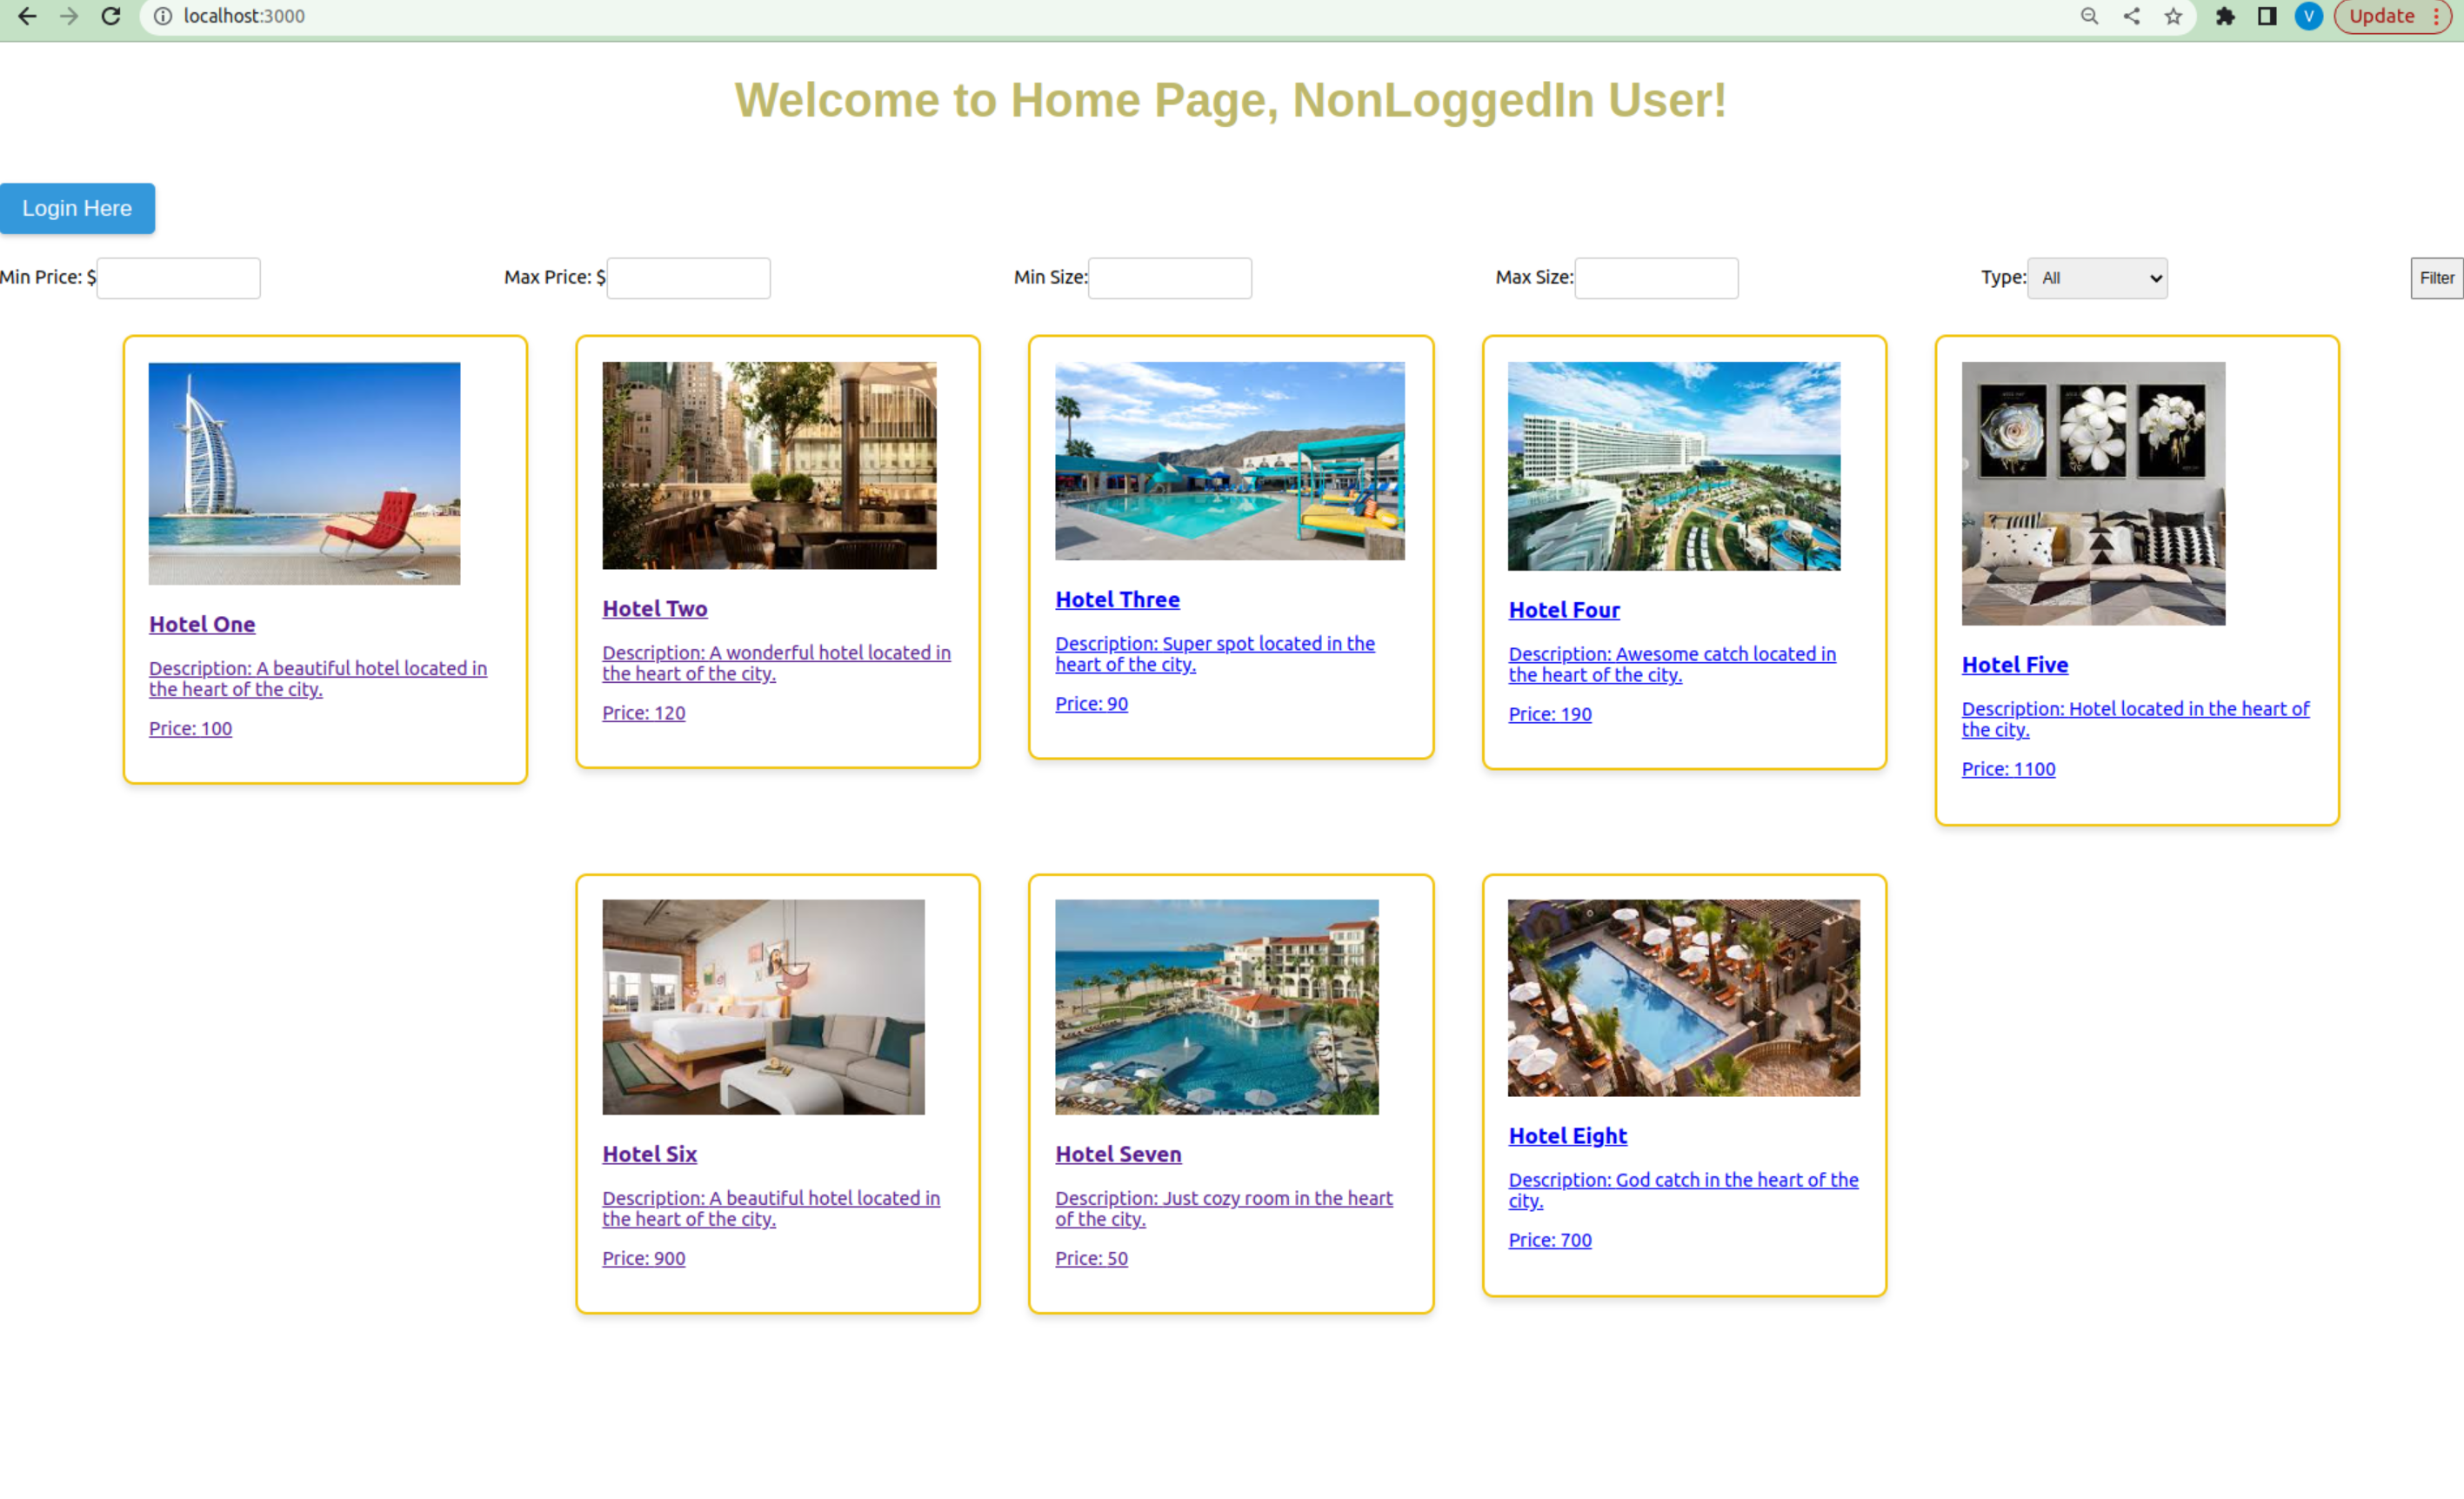 localhost:3000
V
Update
Welcome to Home Page, NonLoggedIn User!
Login Here
Min Price: $
Max Price: $
Min Size:
Max Size:
Type: All
Filter
Hotel One
Description: A beautiful hotel located in
the heart of the city.
Price: 100
Hotel Two
Description: A wonderful hotel located in
the heart of the city.
Price: 120
Hotel Three
Description: Super spot located in the
heart of the city.
Price: 90
Hotel Four
Description: Awesome catch located in
the heart of the city.
Price: 190
Hotel Five
Description: Hotel located in the heart of
the city.
Price: 1100
Hotel Six
Description: A beautiful hotel located in
the heart of the city.
Price: 900
Hotel Seven
Description: Just cozy room in the heart
of the city.
Price: 50
Hotel Eight
Description: God catch in the heart of the
city.
Price: 700